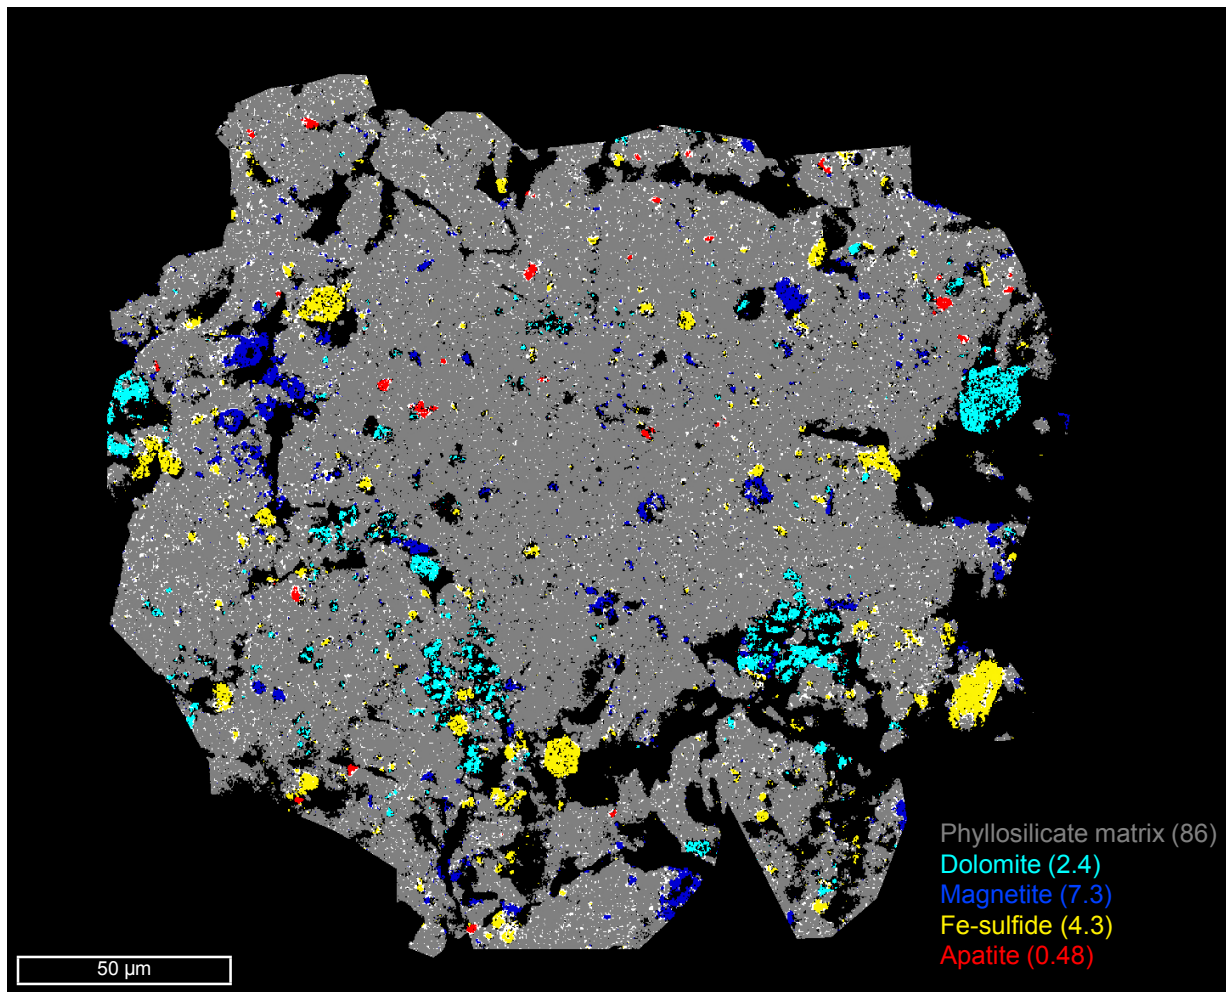 Phyllosilicate matrix (86)
Dolomite (2.4)
Magnetite (7.3)
Fe-sulfide (4.3)
Apatite (0.48)
50 µm